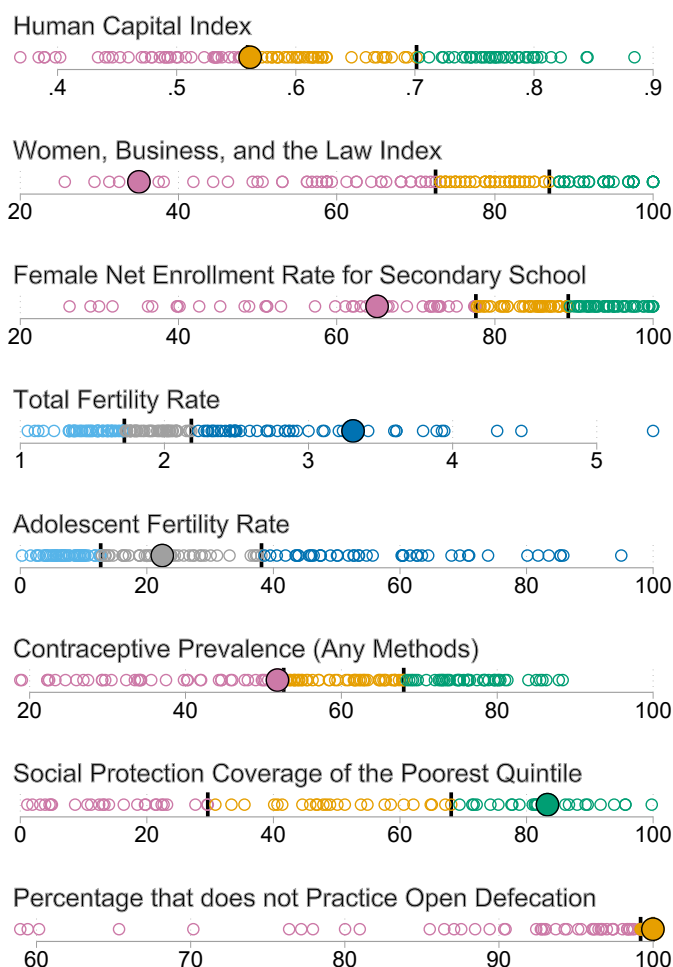 Human Capital Index
.4 .5 .6 .7 .8 .9
Women, Business, and the Law Index
20 40 60 80 100
Female Net Enrollment Rate for Secondary School
20 40 60 80 100
Total Fertility Rate
1 2 3 4 5
Adolescent Fertility Rate
0 20 40 60 80 100
Contraceptive Prevalence (Any Methods)
20 40 60 80 100
Social Protection Coverage of the Poorest Quintile
0 20 40 60 80 100
Percentage that does not Practice Open Defecation
60 70 80 90 100